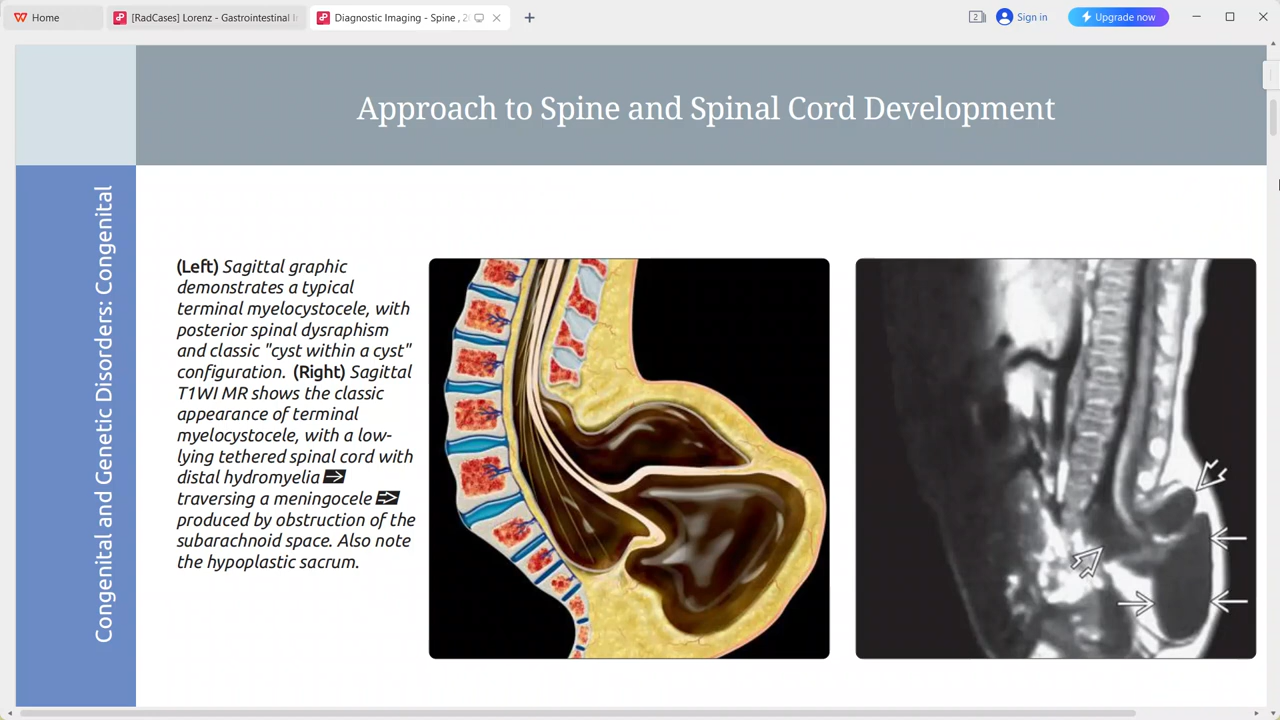 Home
[RadCases] Lorenz - Gastrointestinal I
Diagnostic Imaging - Spine , 2
2
Sign in
Upgrade now
Approach to Spine and Spinal Cord Development
Congenital and Genetic Disorders: Congenital
(Left) Sagittal graphic
demonstrates a typical
terminal myelocystocele, with
posterior spinal dysraphism
and classic "cyst within a cyst"
configuration. (Right) Sagittal
T1WI MR shows the classic
appearance of terminal
myelocystocele, with a low-
lying tethered spinal cord with
distal hydromyelia
traversing a meningocele
produced by obstruction of the
subarachnoid space. Also note
the hypoplastic sacrum.